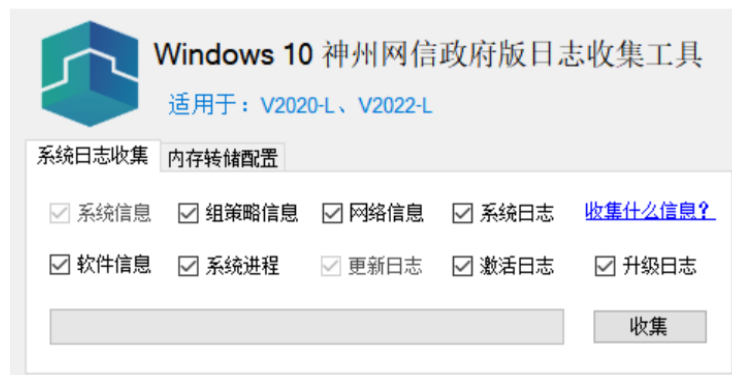 Windows 10 神州网信政府版日志收集工具
适用于：V2020-L、V2022-L
系统日志收集 内存转储配置
系统信息 组策略信息 网络信息 系统日志 收集什么信息？
软件信息 系统进程 更新日志 激活日志 升级日志
收集